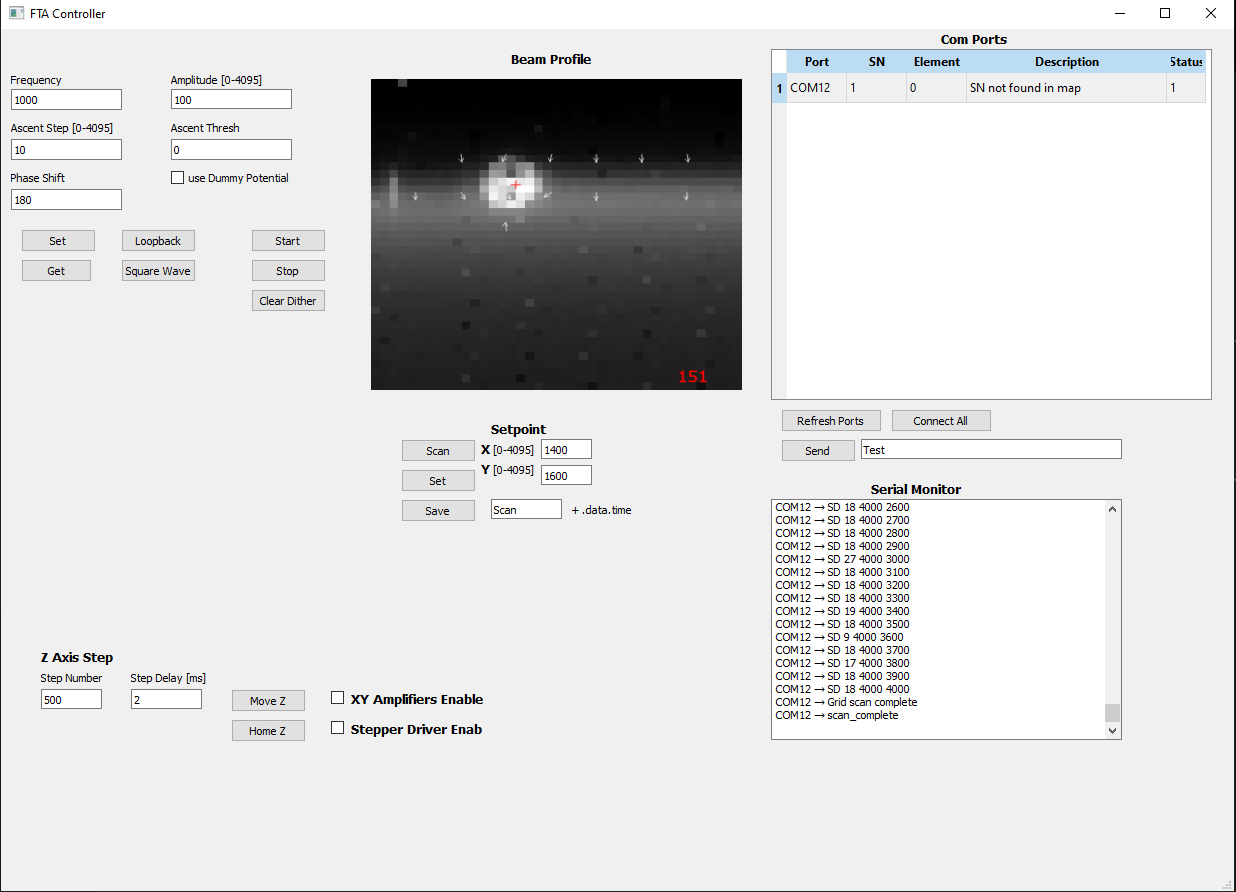 FTA Controller
Frequency
1000
Amplitude [0-4095]
100
Ascent Step [0-4095]
10
Ascent Thresh
0
Phase Shift
180
use Dummy Potential
Set
Loopback
Start
Get
Square Wave
Stop
Clear Dither
Beam Profile
151
Setpoint
Scan
X [0-4095]
1400
Set
Y [0-4095]
1600
Save
Scan
+ .data.time
Com Ports
Port SN Element Description Status
1 COM12 1 0 SN not found in map 1
Refresh Ports
Connect All
Send
Test
Serial Monitor
COM12 → SD 18 4000 2600
COM12 → SD 18 4000 2700
COM12 → SD 18 4000 2800
COM12 → SD 18 4000 2900
COM12 → SD 27 4000 3000
COM12 → SD 18 4000 3100
COM12 → SD 18 4000 3200
COM12 → SD 18 4000 3300
COM12 → SD 19 4000 3400
COM12 → SD 18 4000 3500
COM12 → SD 9 4000 3600
COM12 → SD 18 4000 3700
COM12 → SD 17 4000 3800
COM12 → SD 18 4000 3900
COM12 → SD 18 4000 4000
COM12 → Grid scan complete
COM12 → scan_complete
Z Axis Step
Step Number
500
Step Delay [ms]
2
Move Z
XY Amplifiers Enable
Home Z
Stepper Driver Enab